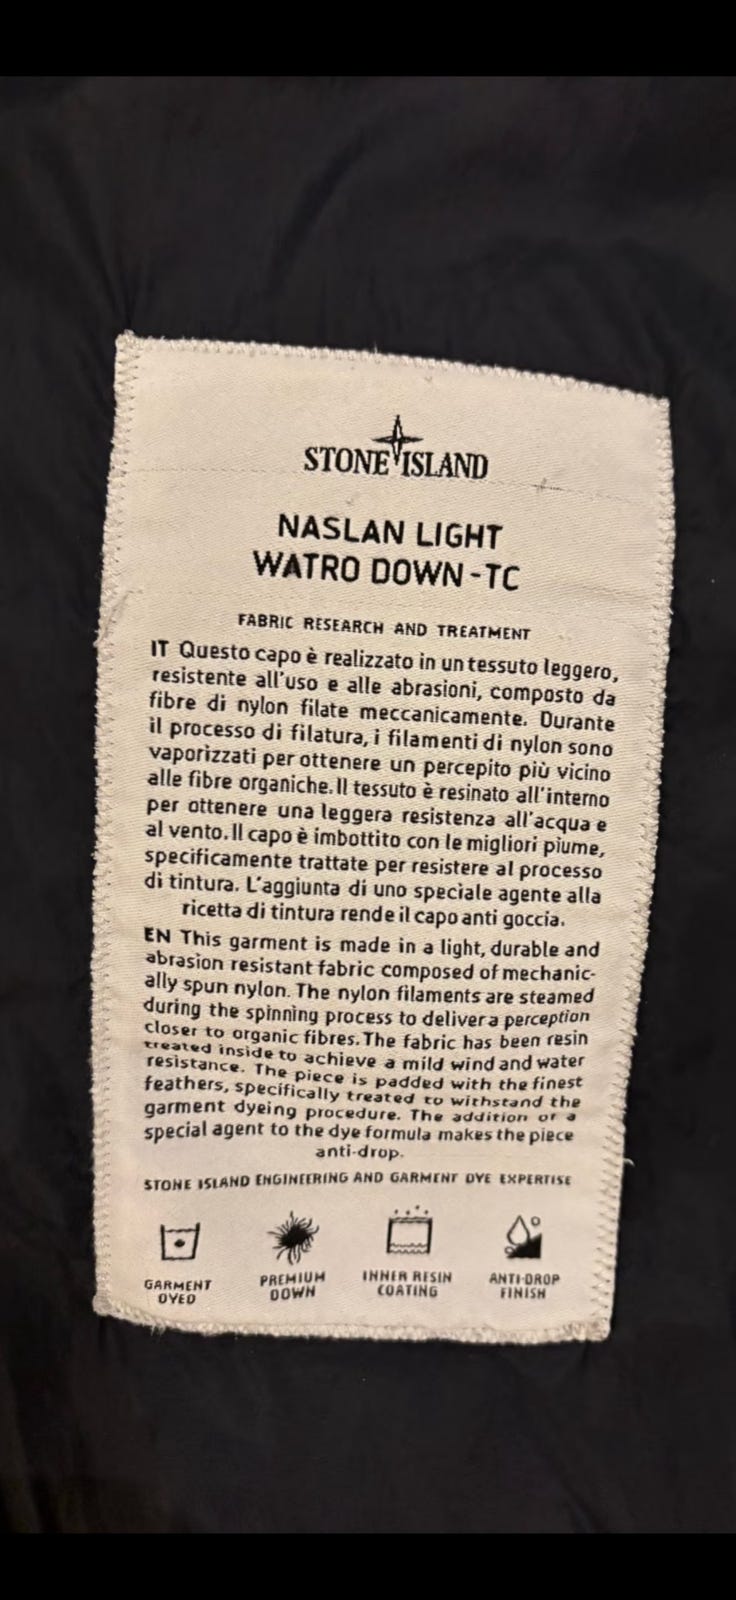 STONE ISLAND
NASLAN LIGHT
WATRO DOWN -TC
FABRIC RESEARCH AND TREATMENT
IT Questo capo è realizzato in un tessuto leggero,
resistente all'uso e alle abrasioni, composto da
fibre di nylon filate meccanicamente. Durante
il processo di filatura, i filamenti di nylon sono
vaporizzati per ottenere un percepito più vicino
alle fibre organiche. Il tessuto è resinato all'interno
per ottenere una leggera resistenza all'acqua e
al vento. Il capo è imbottito con le migliori piume,
specificamente trattate per resistere al processo
di tintura. L'aggiunta di uno speciale agente alla
ricetta di tintura rende il capo anti goccia.
EN This garment is made in a light, durable and
abrasion resistant fabric composed of mechanic-
ally spun nylon. The nylon filaments are steamed
during the spinning process to deliver a perception
closer to organic fibres. The fabric has been resin
treated inside to achieve a mild wind and water
resistance. The piece is padded with the finest
feathers, specifically treated to withstand the
garment dyeing procedure. The addition of a
special agent to the dye formula makes the piece
anti-drop.
STONE ISLAND ENGINEERING AND GARMENT DYE EXPERTISE
GARMENT DYED
PREMIUM DOWN
INNER RESIN COATING
ANTI-DROP FINISH